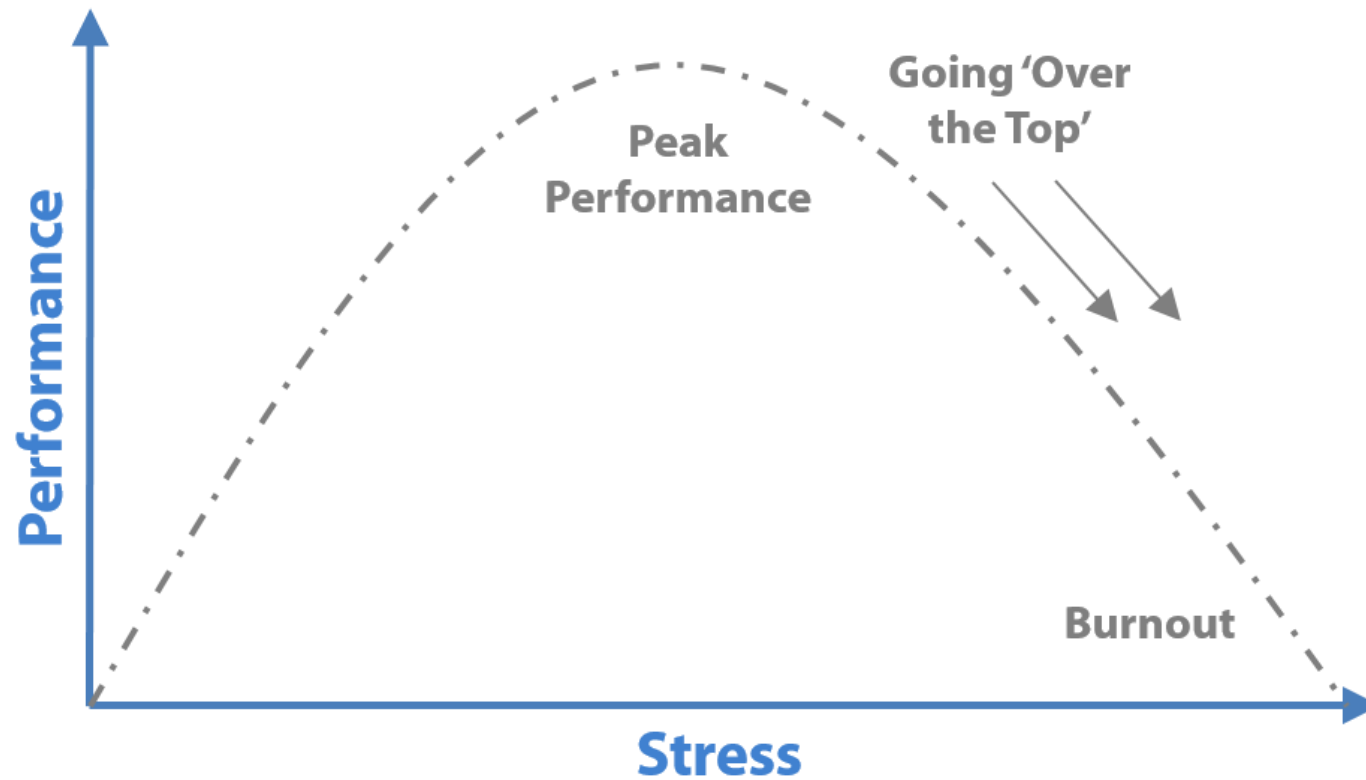 Performance
Peak
Performance
Going ‘Over
the Top’
Burnout
Stress